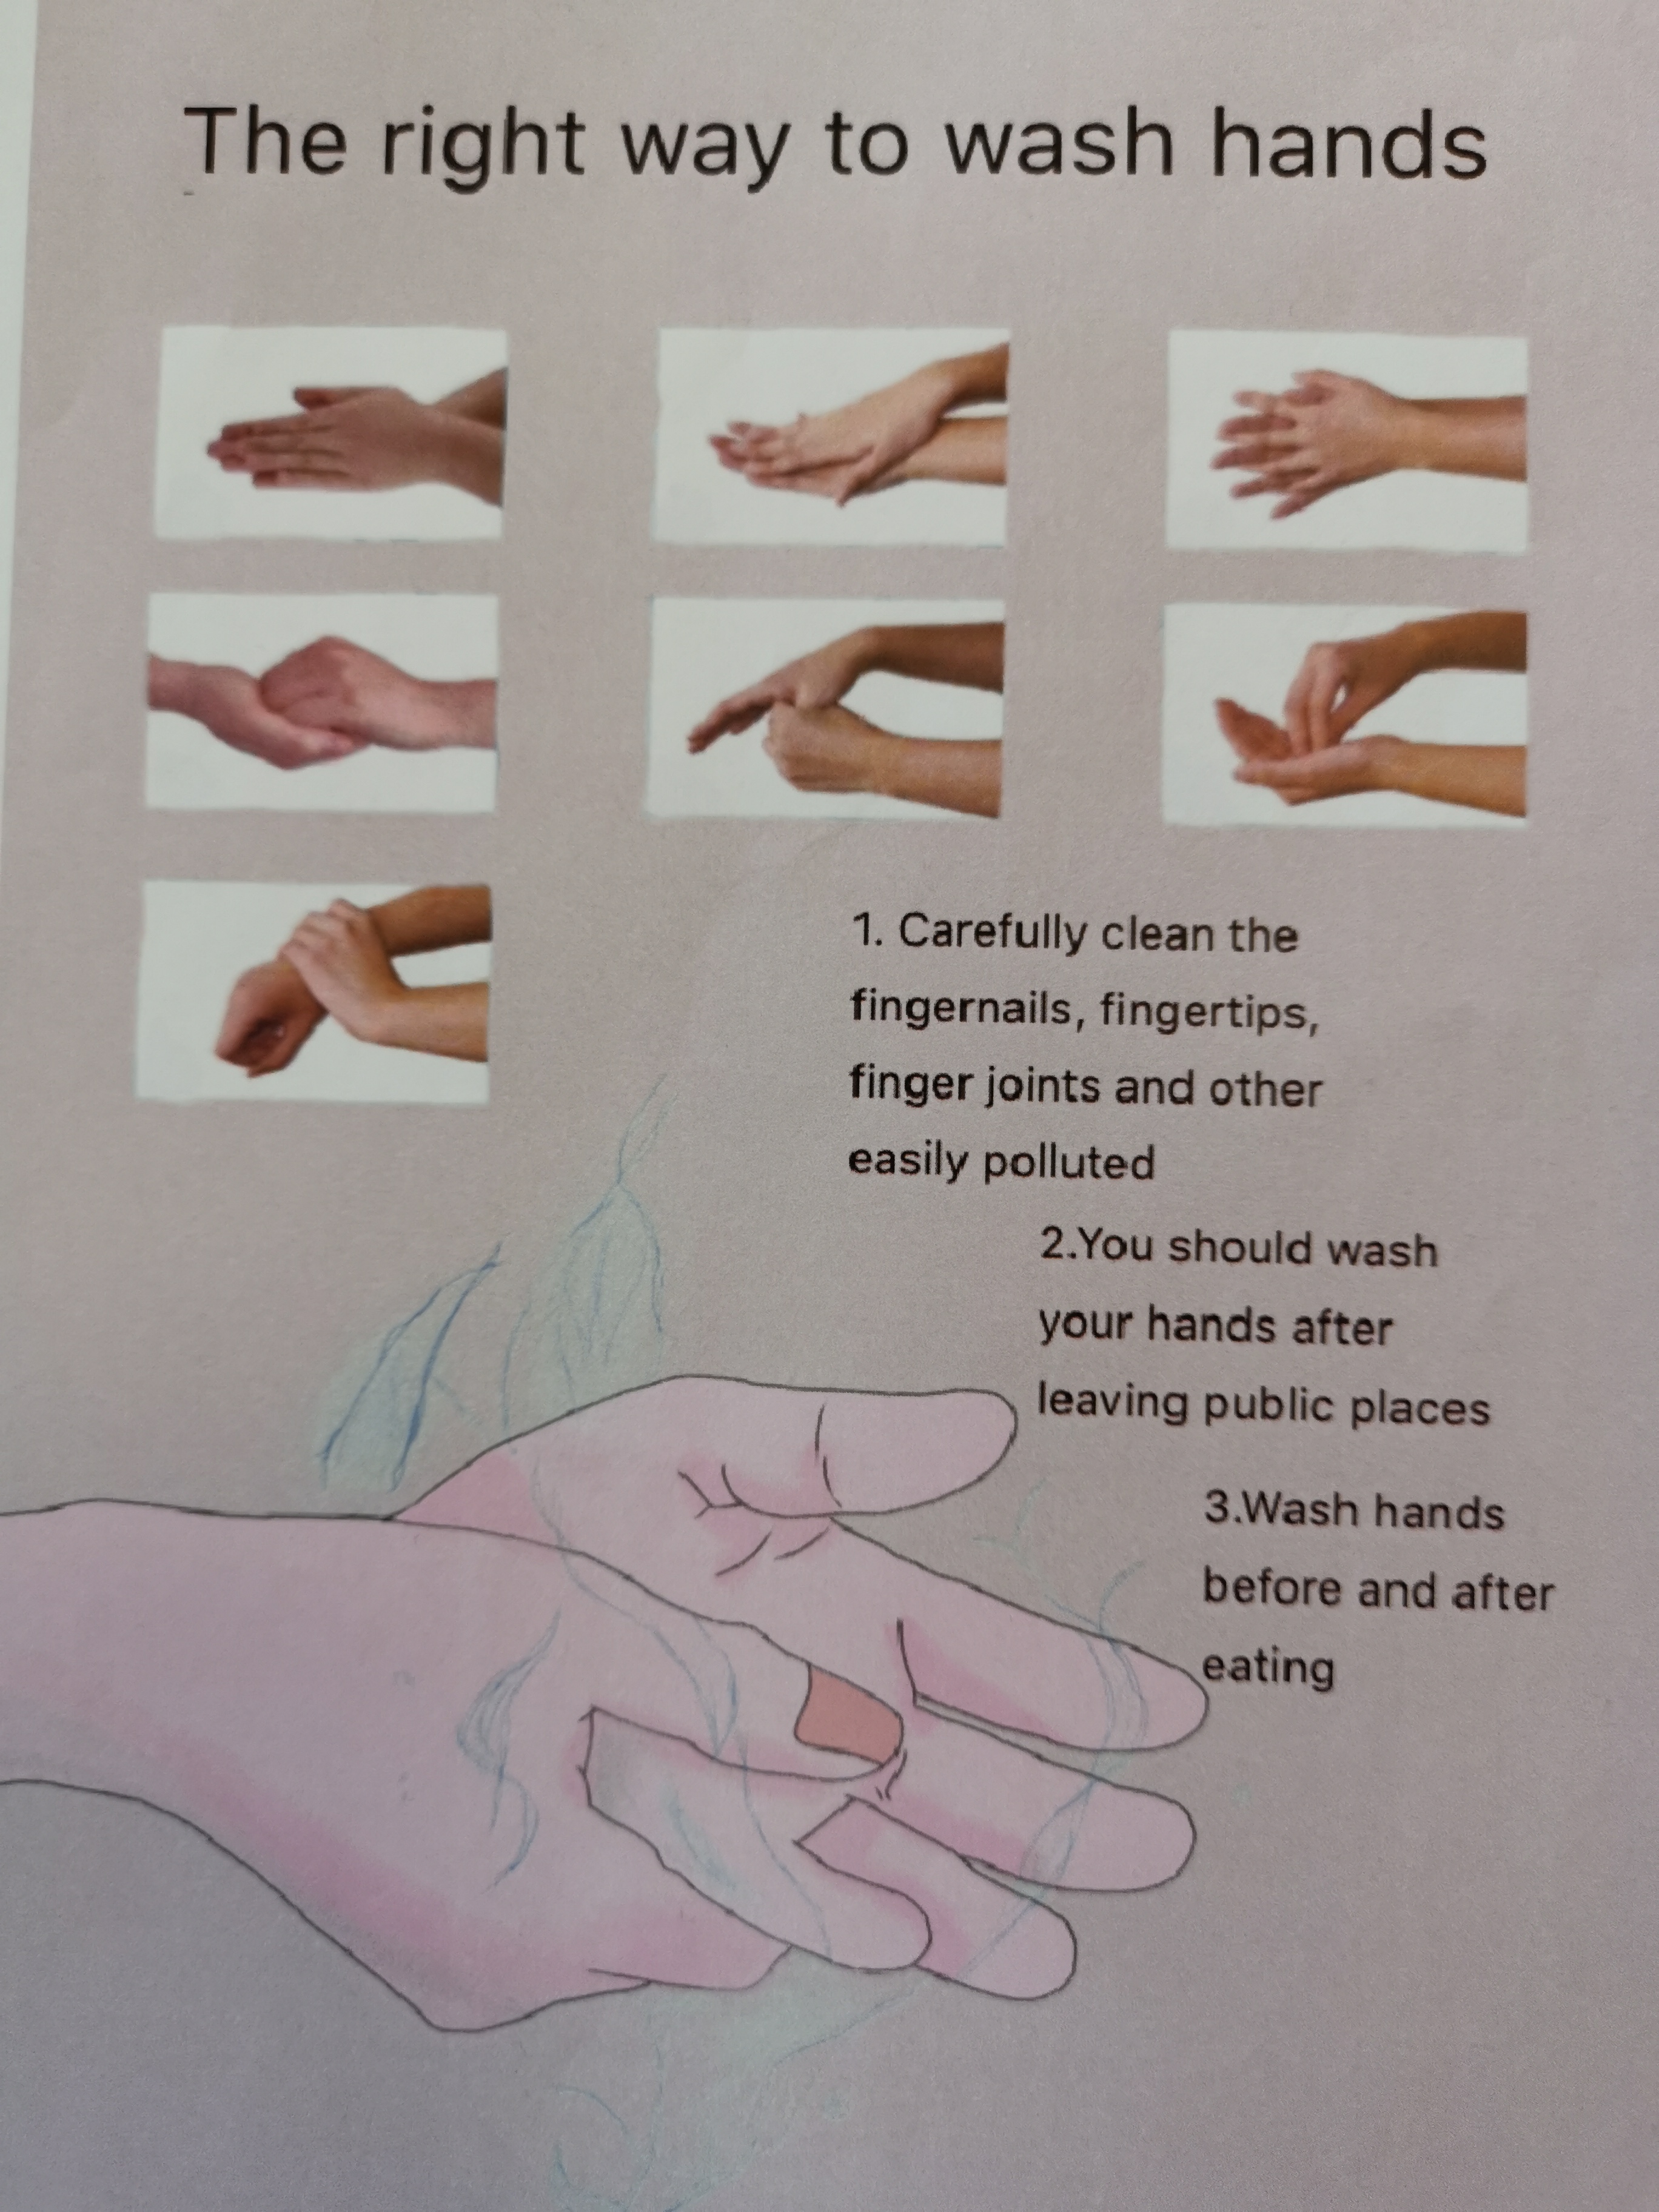 The right way to wash hands
1. Carefully clean the
fingernails, fingertips,
finger joints and other
easily polluted
2.You should wash
your hands after
leaving public places
3.Wash hands
before and after
eating